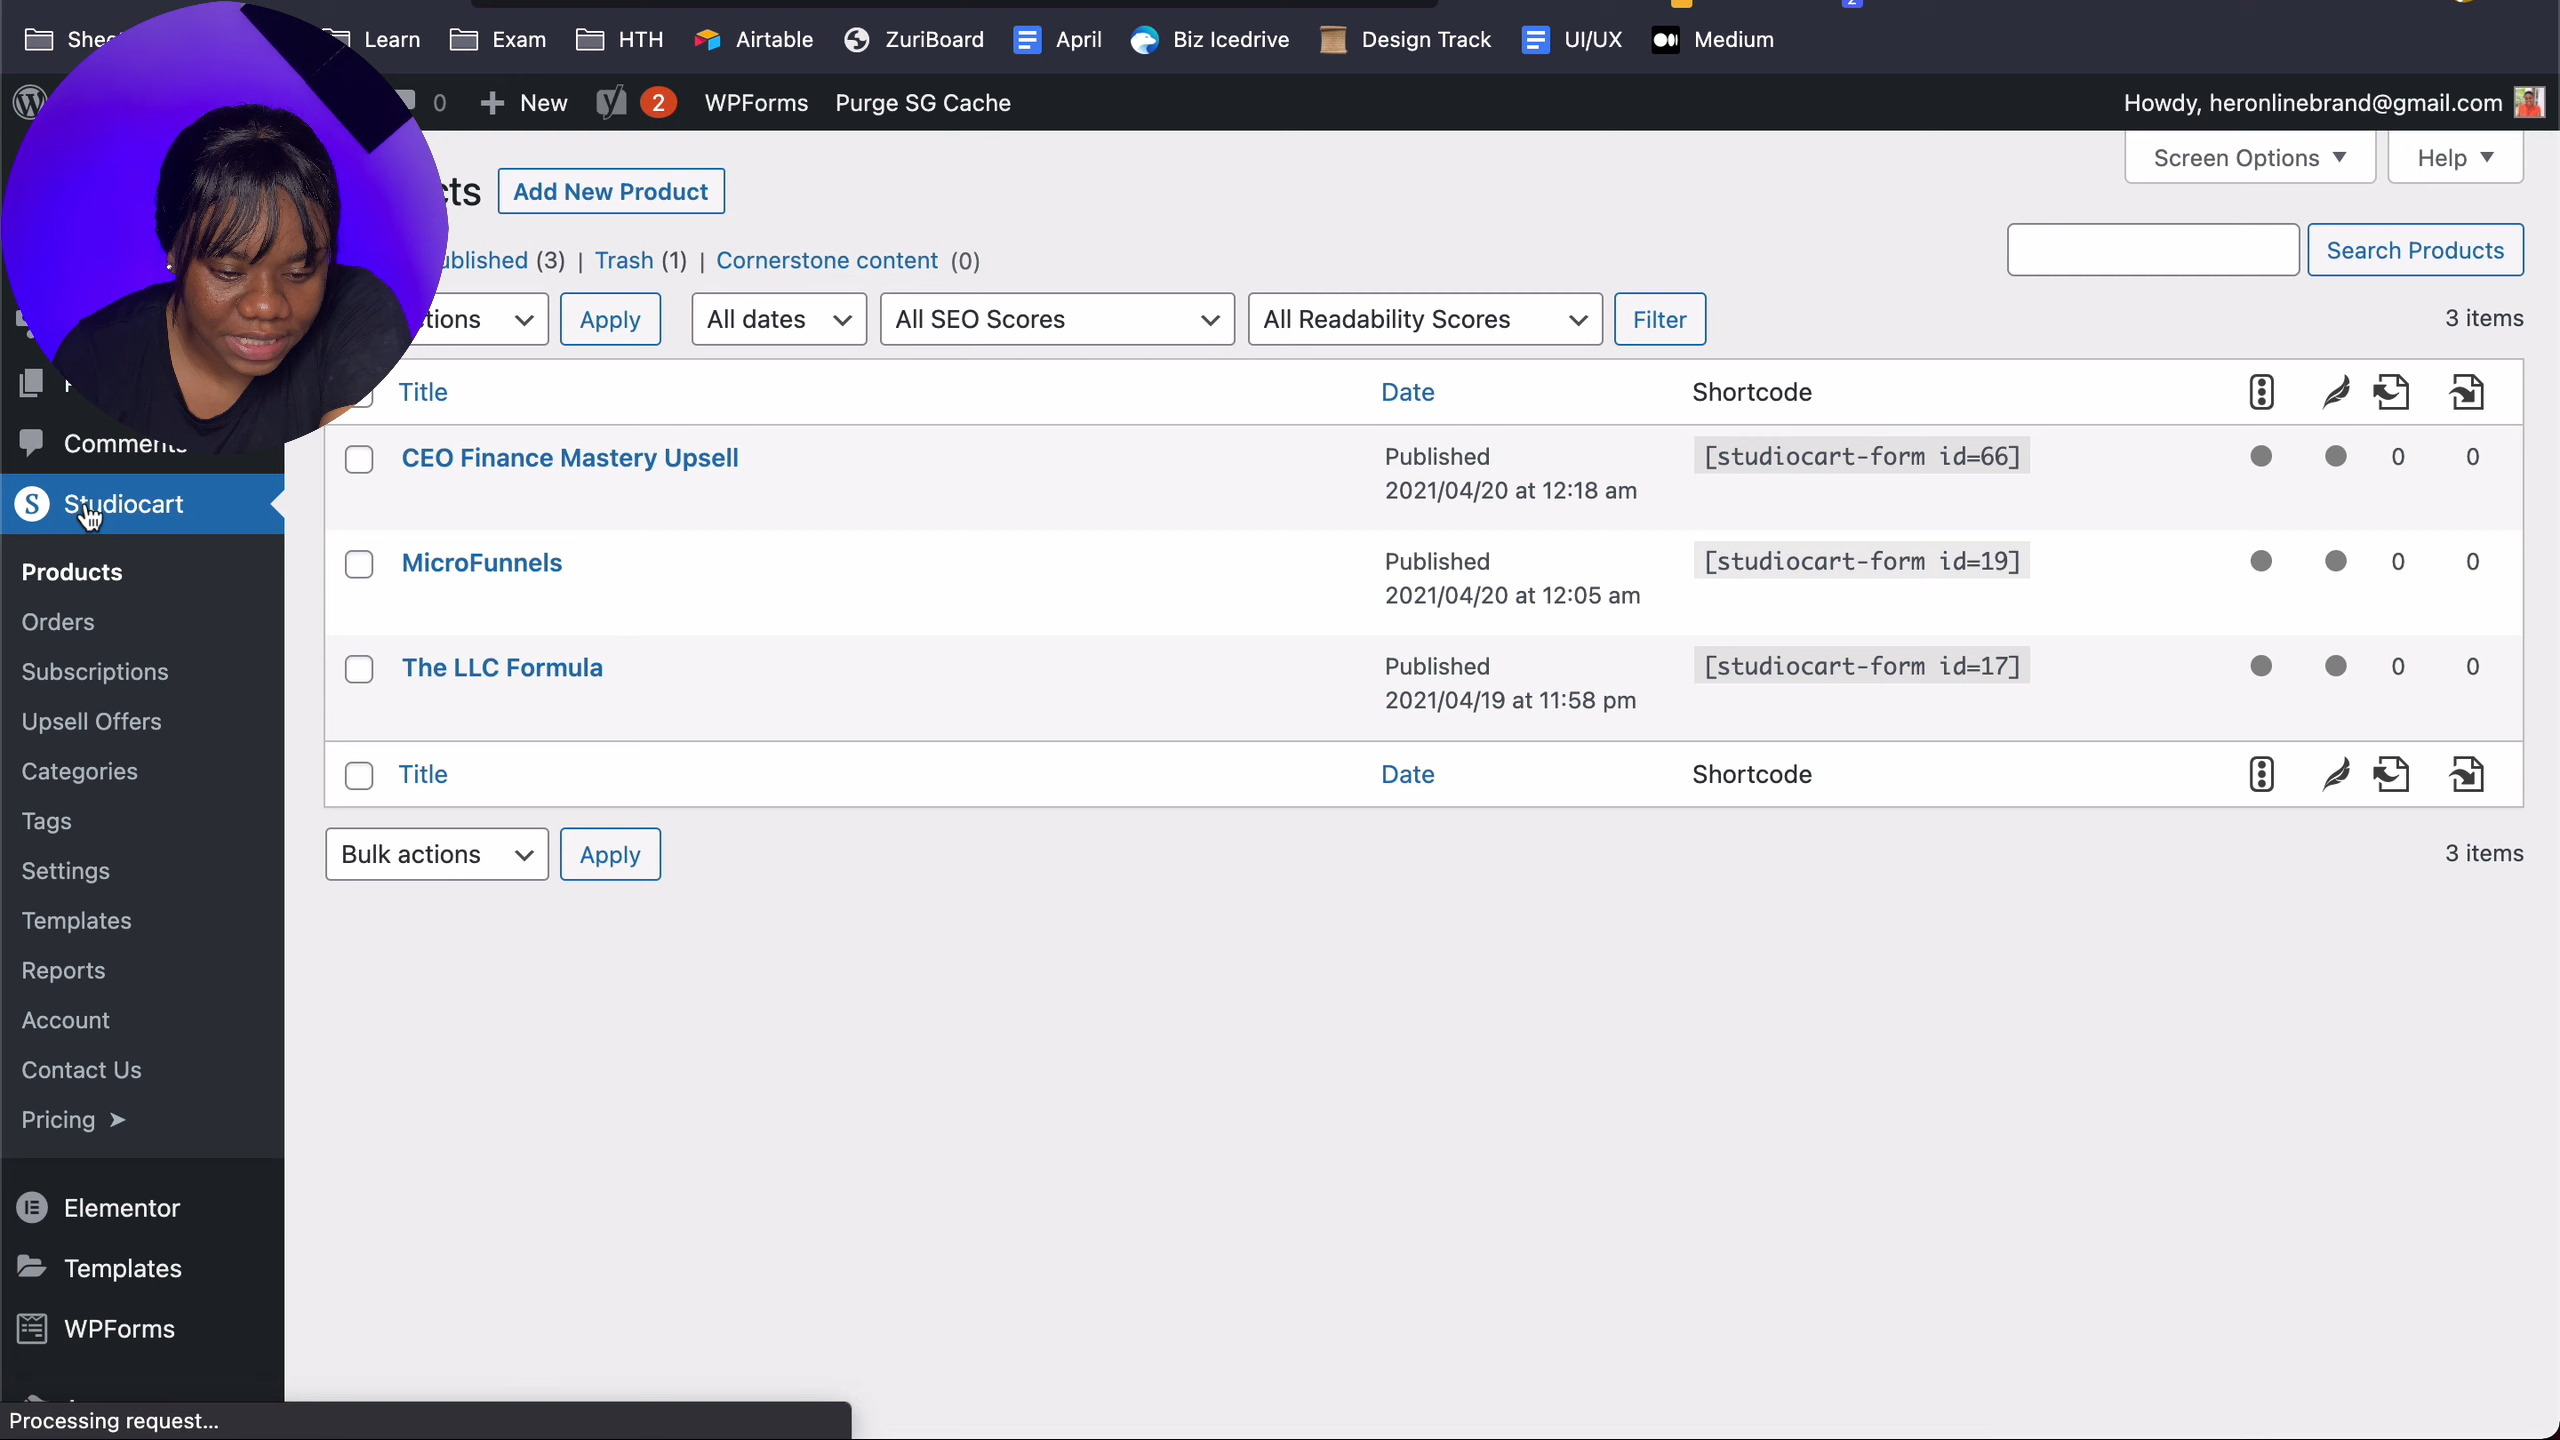 Learn Exam HTH Airtable ZuriBoard April Biz Icedrive Design Track UI/UX Medium
0 New 2 WPForms Purge SG Cache Howdy, heronlinebrand@gmail.com
Screen Options Help
Add New Product
(3) | Trash (1) | Cornerstone content (0)
Search Products
Apply All dates All SEO Scores All Readability Scores Filter 3 items
Title Date Shortcode
CEO Finance Mastery Upsell Published [studiocart-form id=66] 0 0
2021/04/20 at 12:18 am
MicroFunnels Published [studiocart-form id=19] 0 0
2021/04/20 at 12:05 am
The LLC Formula Published [studiocart-form id=17] 0 0
2021/04/19 at 11:58 pm
Title Date Shortcode
Bulk actions Apply 3 items
Comments
Studiocart
Products
Orders
Subscriptions
Upsell Offers
Categories
Tags
Settings
Templates
Reports
Account
Contact Us
Pricing ➤
Elementor
Templates
WPForms
Processing request...